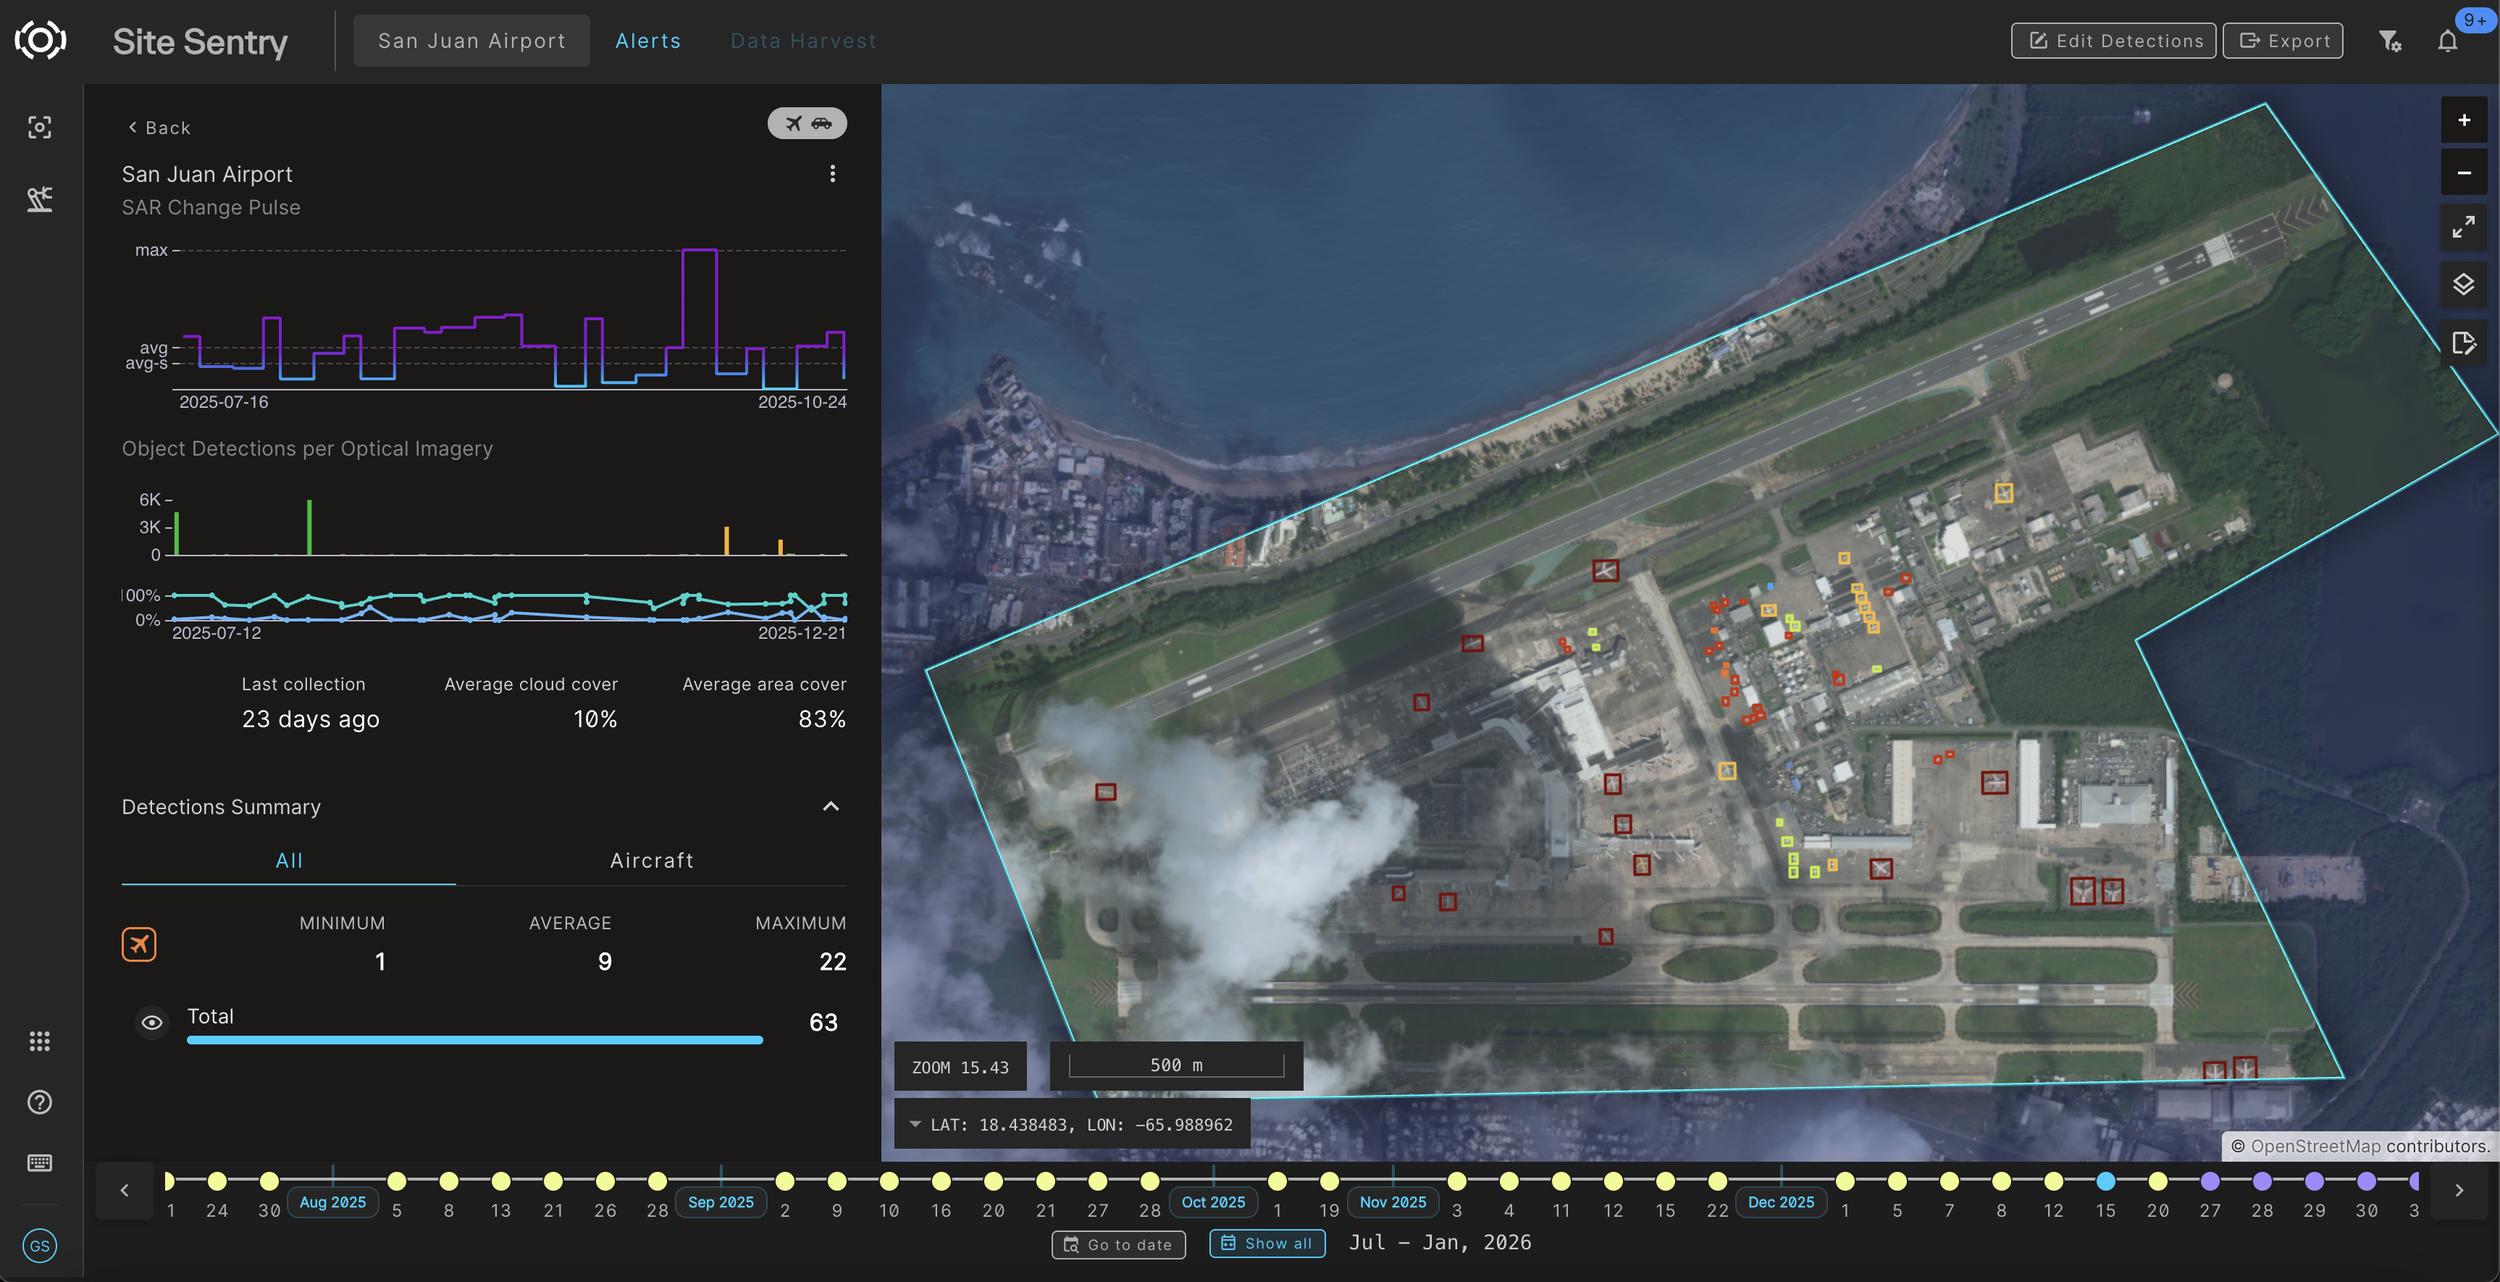 Site Sentry
San Juan Airport
Alerts
Data Harvest
Edit Detections
Export
9+
Back
San Juan Airport
SAR Change Pulse
max
avg
avg-s
2025-07-16
2025-10-24
Object Detections per Optical Imagery
6K
3K
0
100%
0%
2025-07-12
2025-12-21
Last collection
Average cloud cover
Average area cover
23 days ago
10%
83%
Detections Summary
All
Aircraft
MINIMUM
AVERAGE
MAXIMUM
1
9
22
Total
63
ZOOM 15.43
500 m
LAT: 18.438483, LON: -65.988962
© OpenStreetMap contributors.
1 24 30 Aug 2025 5 8 13 21 26 28 Sep 2025 2 9 10 16 20 21 27 28 Oct 2025 1 19 Nov 2025 3 4 11 12 15 22 Dec 2025 1 5 7 8 12 15 20 27 28 29 30 3
Go to date
Show all
Jul – Jan, 2026
GS